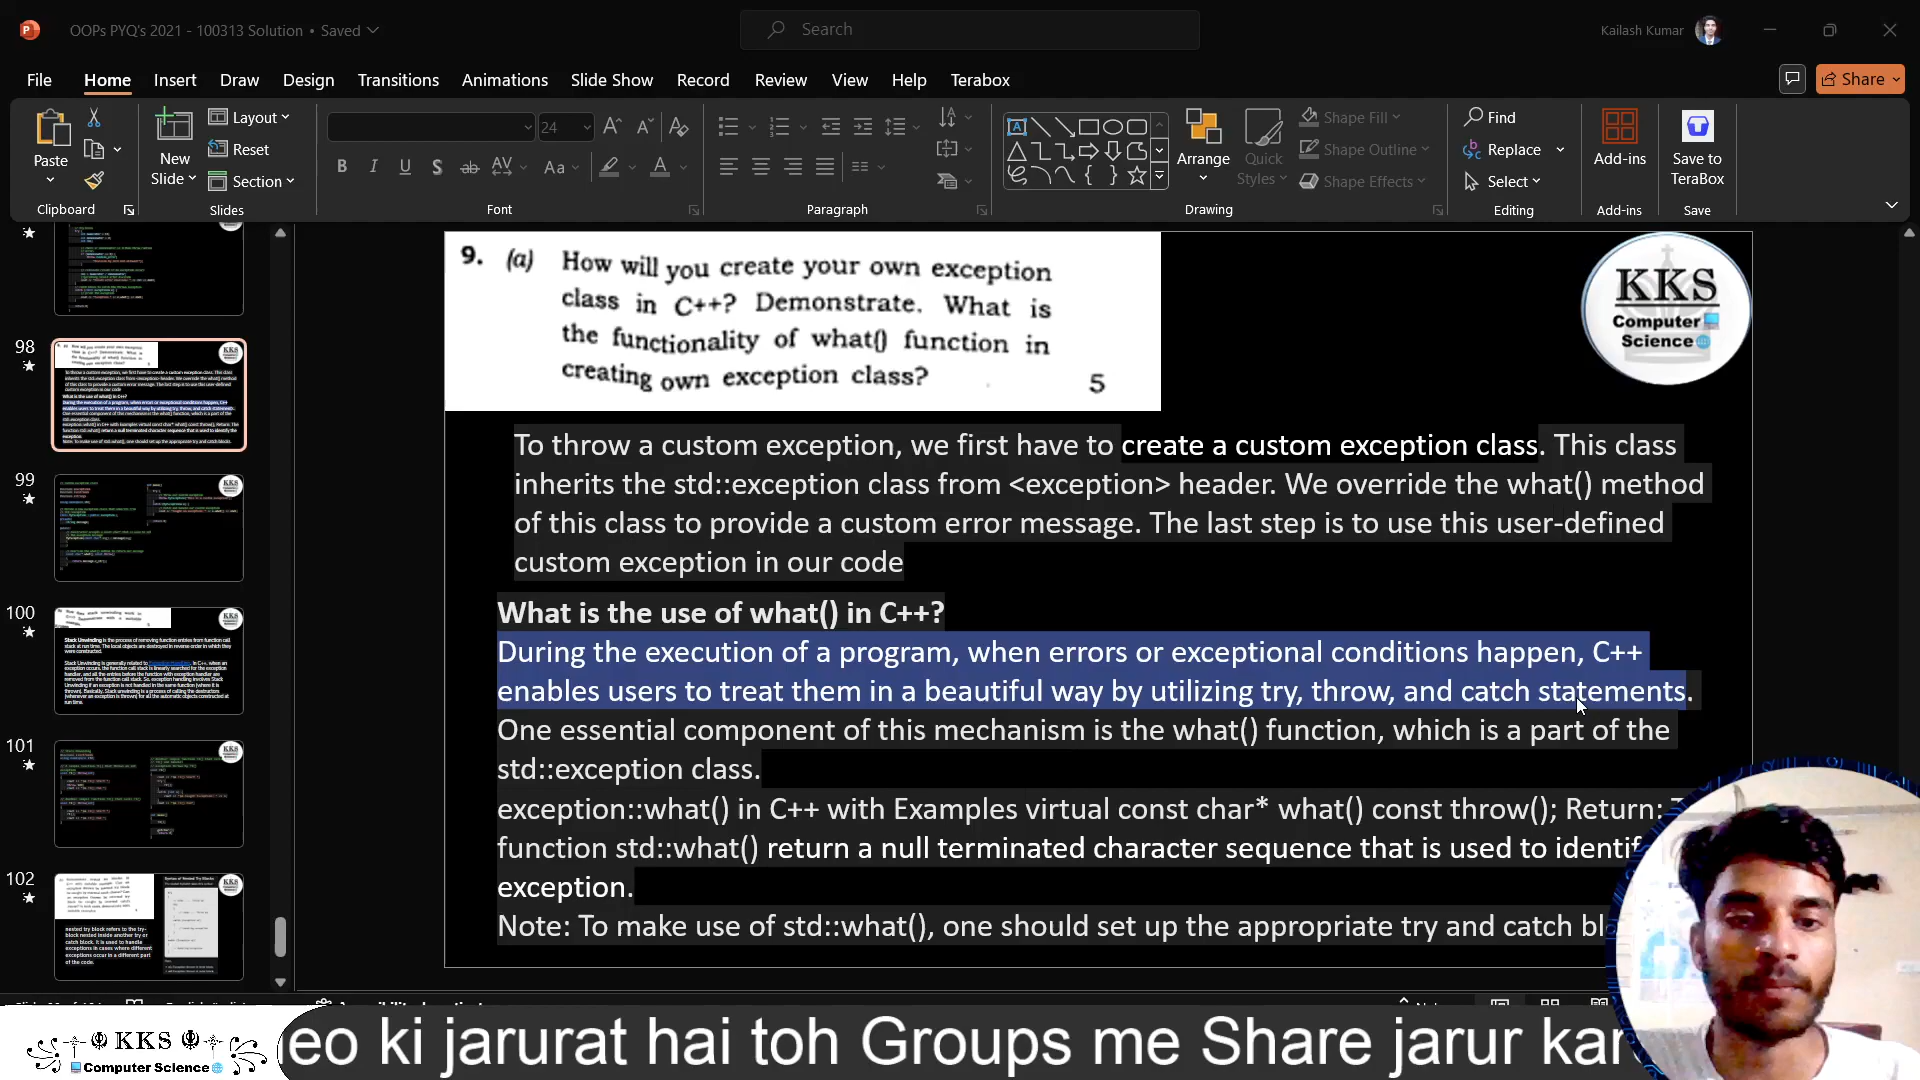 OOPs PYQ's 2021 - 100313 Solution • Saved
Search
Kailash Kumar
File Home Insert Draw Design Transitions Animations Slide Show Record Review View Help Terabox
Share
Paste
New Slide
Layout
Reset
Section
24
Arrange
Quick Styles
Shape Fill
Shape Outline
Shape Effects
Find
Replace
Select
Add-ins
Save to TeraBox
Clipboard
Slides
Font
Paragraph
Drawing
Editing
Add-ins
Save
98
99
100
101
102
9. (a) How will you create your own exception
class in C++? Demonstrate. What is
the functionality of what() function in
creating own exception class?
5
KKS
Computer
Science
To throw a custom exception, we first have to create a custom exception class. This class
inherits the std::exception class from <exception> header. We override the what() method
of this class to provide a custom error message. The last step is to use this user-defined
custom exception in our code
What is the use of what() in C++?
During the execution of a program, when errors or exceptional conditions happen, C++
enables users to treat them in a beautiful way by utilizing try, throw, and catch statements.
One essential component of this mechanism is the what() function, which is a part of the
std::exception class.
exception::what() in C++ with Examples virtual const char* what() const throw(); Return:
function std::what() return a null terminated character sequence that is used to
exception.
Note: To make use of std::what(), one should set up the appropriate try and catch
KKS
Computer Science
ki jarurat hai toh Groups me Share jarur